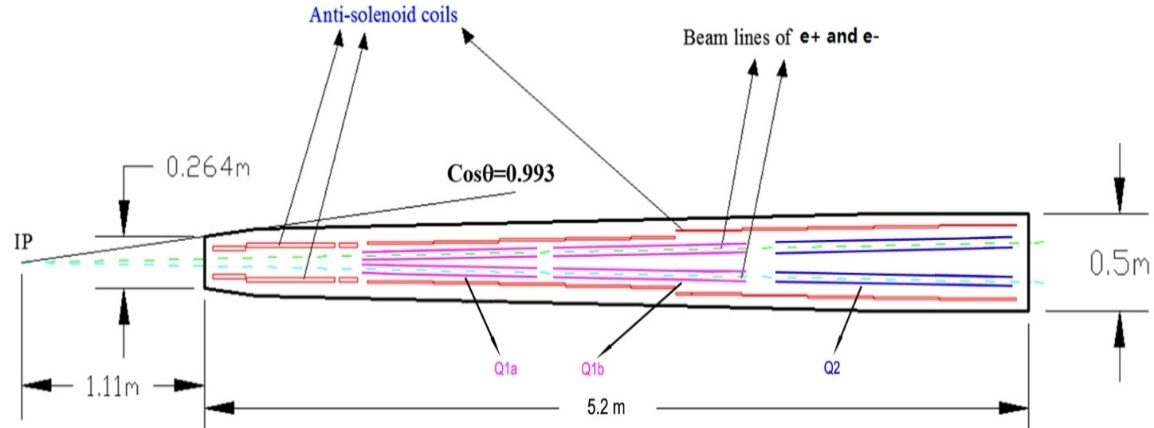 Anti-solenoid coils
Beam lines of e+ and e-
0.264m
Cosθ=0.993
IP
0.5m
Q1a
Q1b
Q2
1.11m
5.2 m